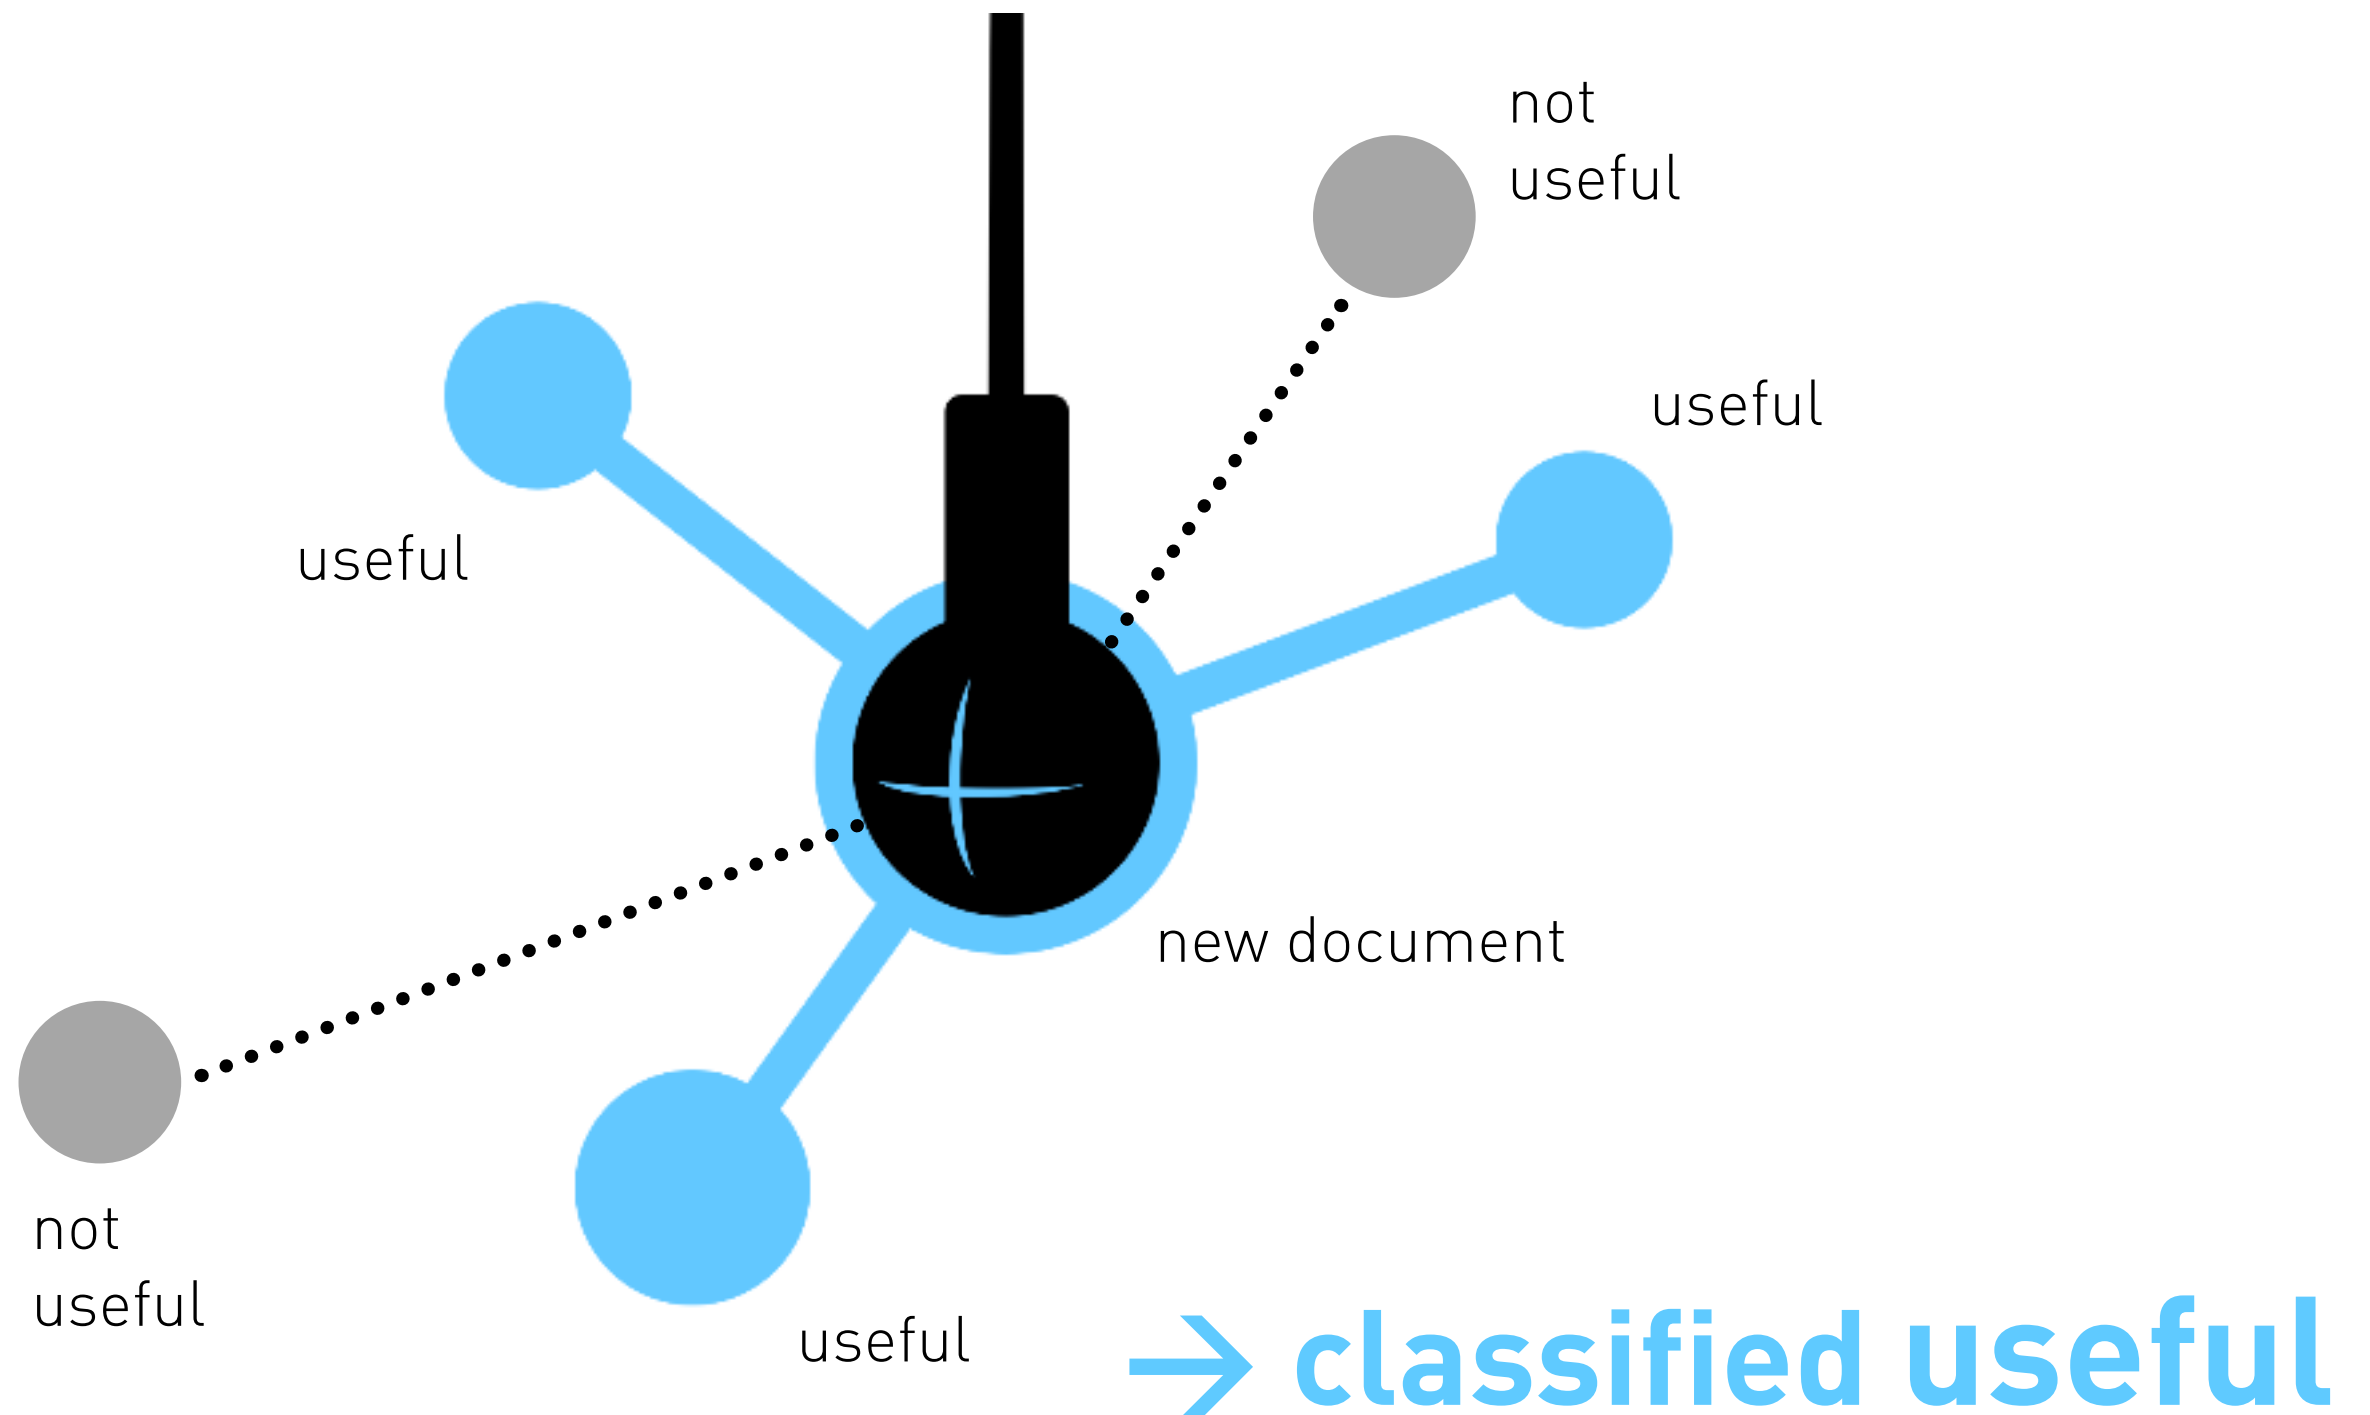 not
useful
useful
useful
new document
not
useful
useful
→ classified useful